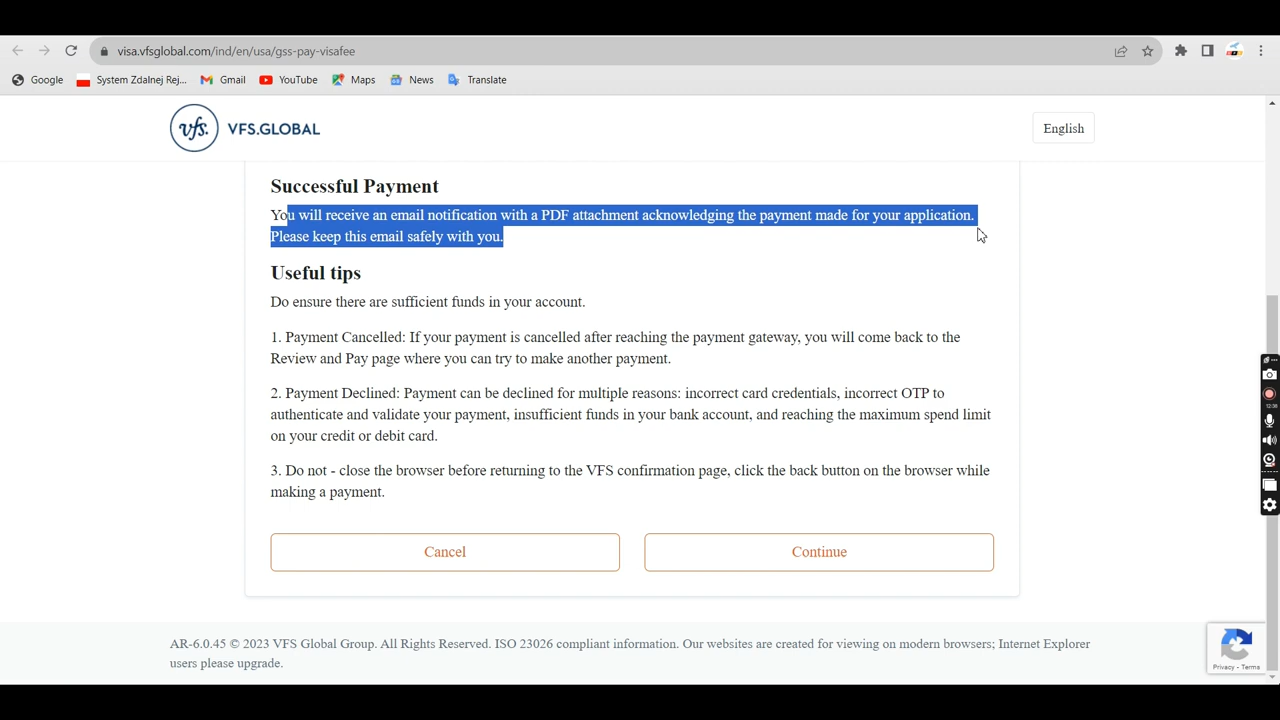 visa.vfsglobal.com/ind/en/usa/gss-pay-visafee
Google
System Zdalnej Rej...
Gmail
YouTube
Maps
News
Translate
vfs.
VFS.GLOBAL
English
Successful Payment
You will receive an email notification with a PDF attachment acknowledging the payment made for your application.
Please keep this email safely with you.
Useful tips
Do ensure there are sufficient funds in your account.
1. Payment Cancelled: If your payment is cancelled after reaching the payment gateway, you will come back to the
Review and Pay page where you can try to make another payment.
2. Payment Declined: Payment can be declined for multiple reasons: incorrect card credentials, incorrect OTP to
authenticate and validate your payment, insufficient funds in your bank account, and reaching the maximum spend limit
on your credit or debit card.
3. Do not - close the browser before returning to the VFS confirmation page, click the back button on the browser while
making a payment.
Cancel
Continue
AR-6.0.45 © 2023 VFS Global Group. All Rights Reserved. ISO 23026 compliant information. Our websites are created for viewing on modern browsers; Internet Explorer
users please upgrade.
Privacy - Terms